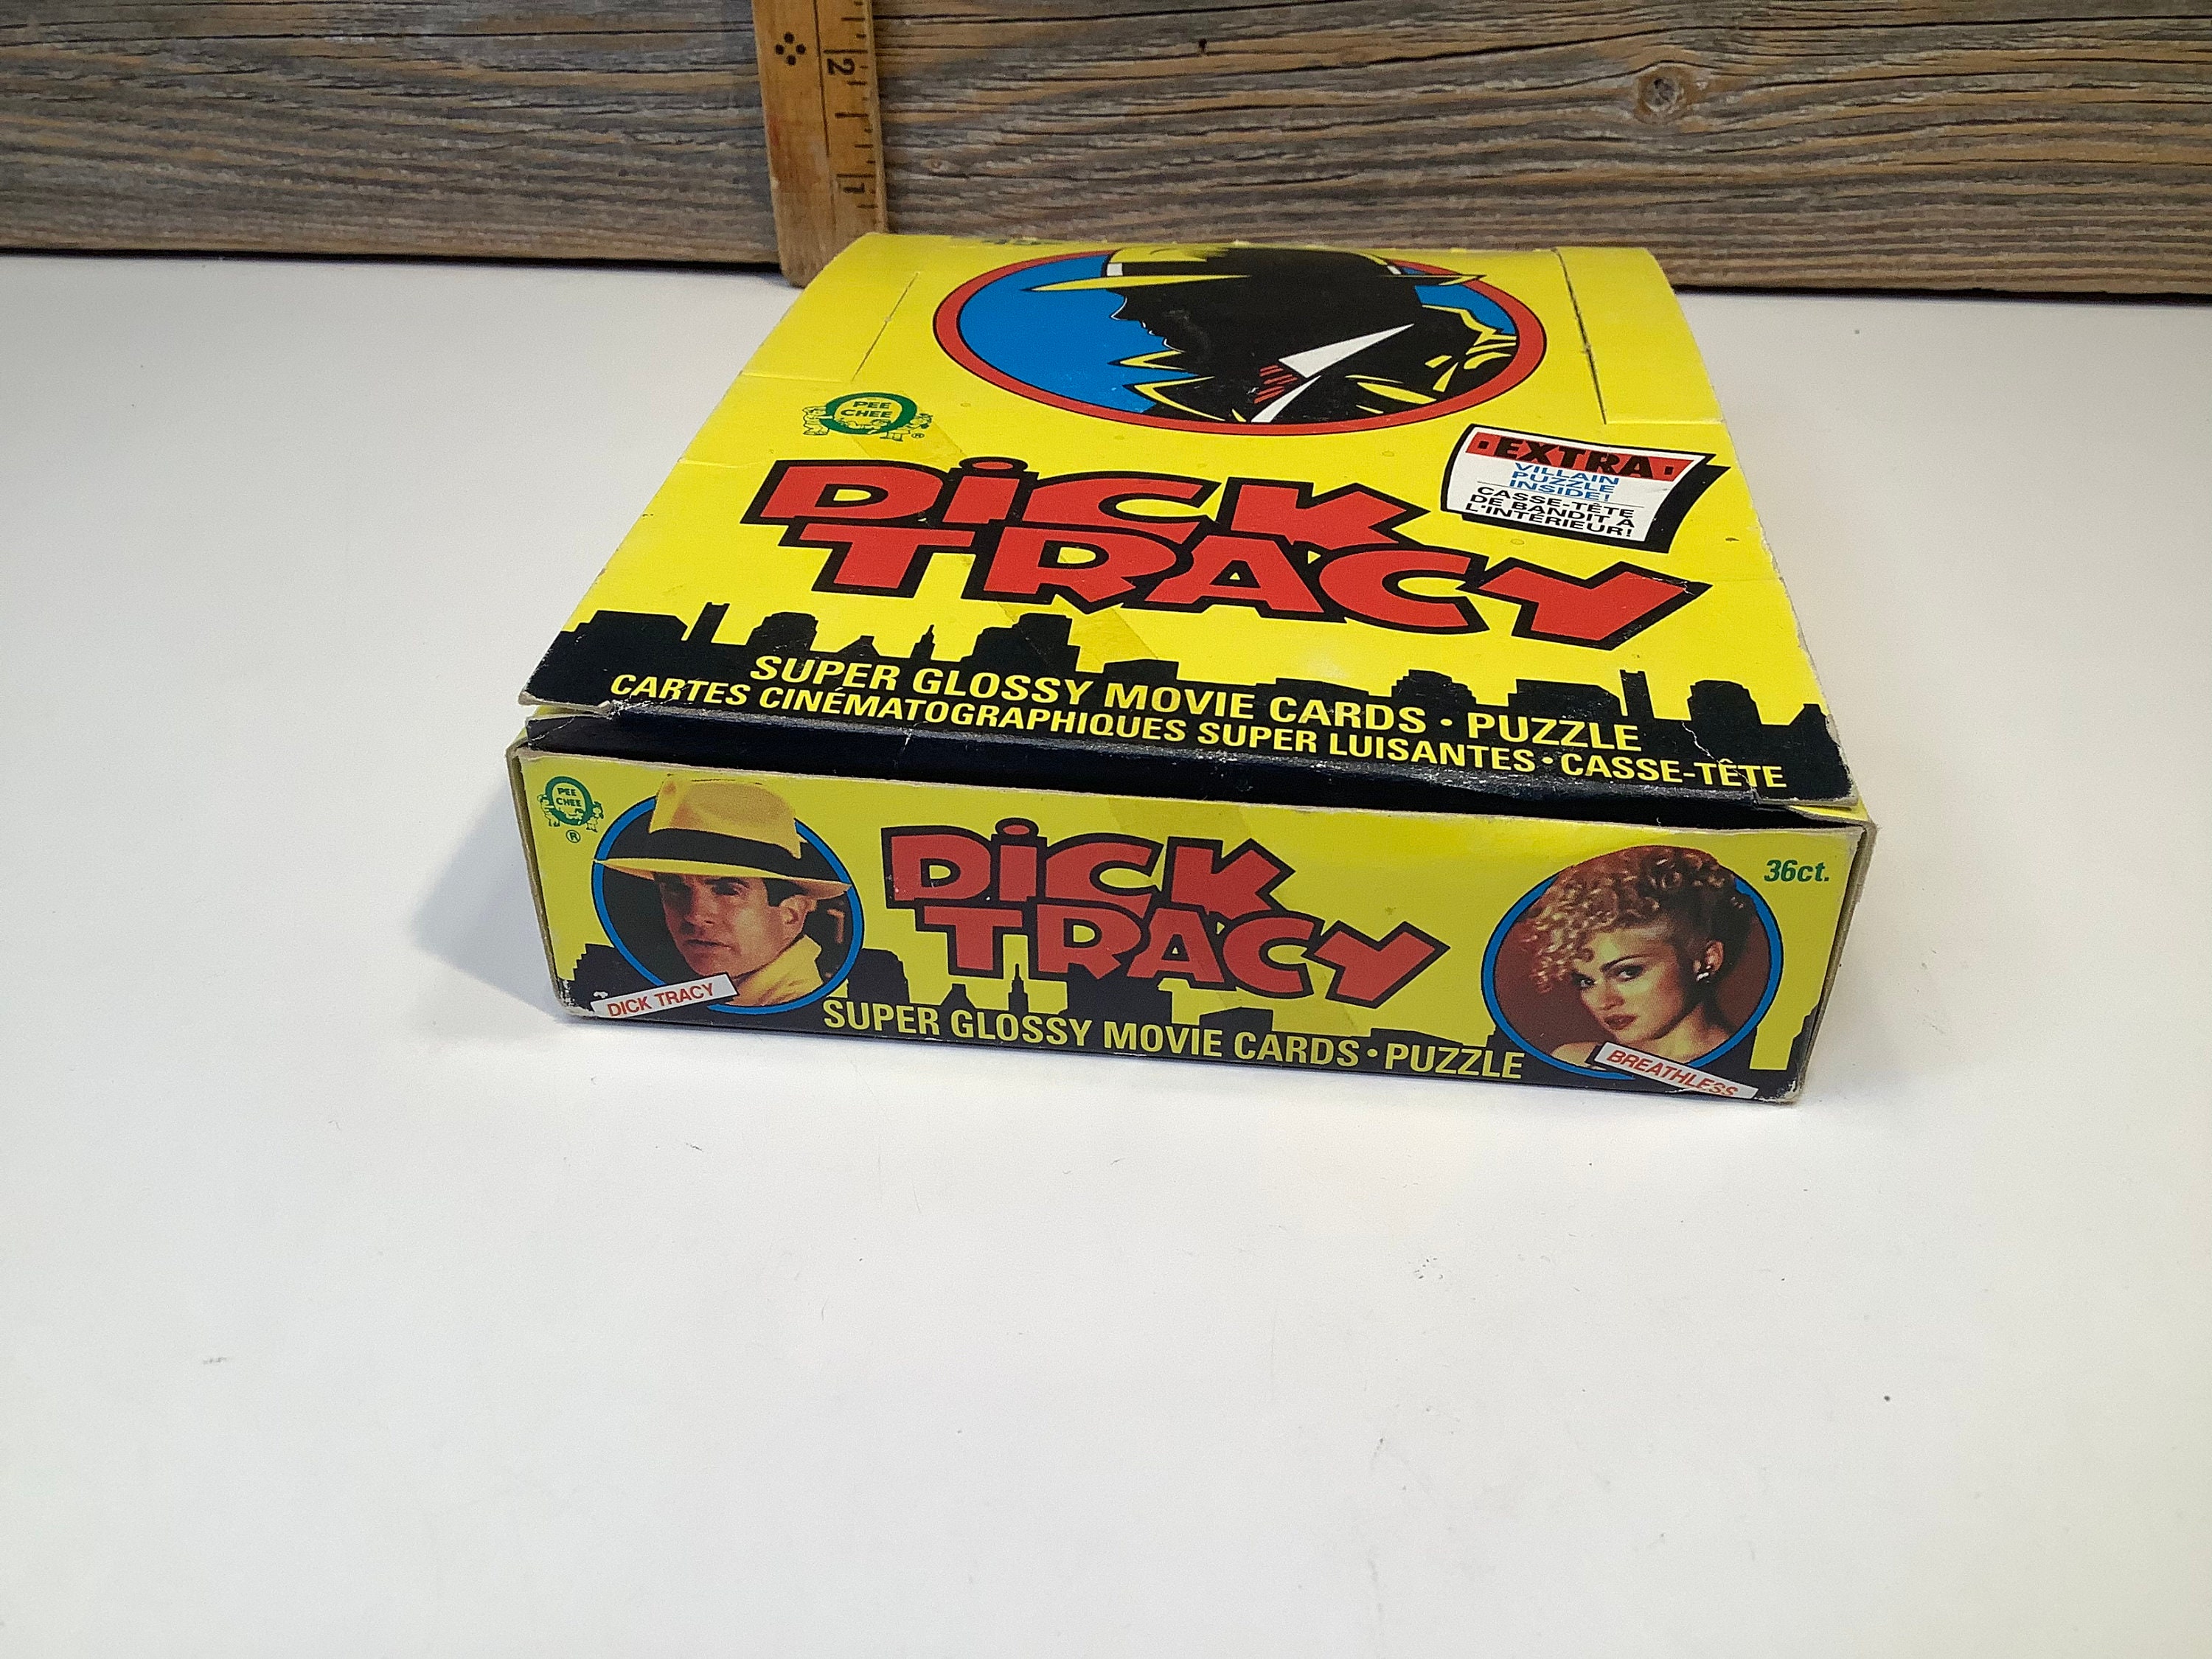 2
1
O
PEE
CHEE
®
·EXTRA·
VILLAIN
PUZZLE
INSIDE!
CASSE-TÊTE
DE BANDIT À
L'INTÉRIEUR!
DiCK
TRACY
SUPER GLOSSY MOVIE CARDS • PUZZLE
CARTES CINÉMATOGRAPHIQUES SUPER LUISANTES • CASSE-TÊTE
O
PEE
CHEE
®
DICK TRACY
DiCK
TRACY
SUPER GLOSSY MOVIE CARDS • PUZZLE
36ct.
BREATHLESS